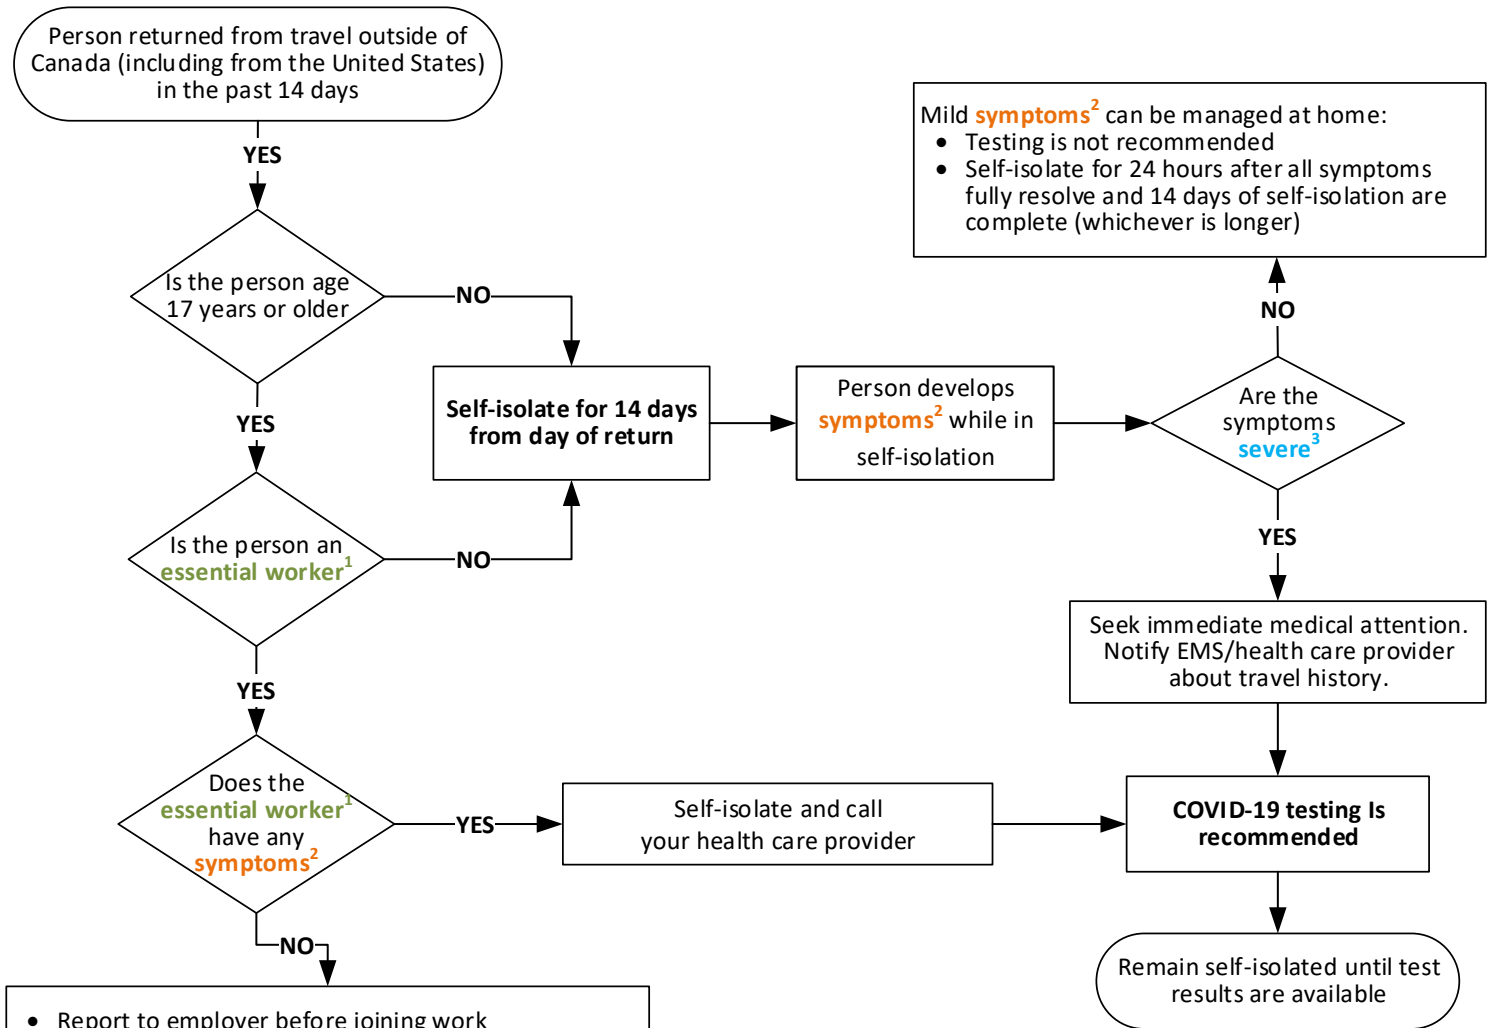 Person returned from travel outside of
Canada (including from the United States)
in the past 14 days
YES
Is the person age
17 years or older
NO
YES
Self-isolate for 14 days
from day of return
Is the person an
essential worker¹
NO
YES
Does the
essential worker¹
have any
symptoms²
YES
Self-isolate and call
your health care provider
NO
• Report to employer before joining work
Person develops
symptoms² while in
self-isolation
Are the
symptoms
severe³
NO
Mild symptoms² can be managed at home:
• Testing is not recommended
• Self-isolate for 24 hours after all symptoms
fully resolve and 14 days of self-isolation are
complete (whichever is longer)
YES
Seek immediate medical attention.
Notify EMS/health care provider
about travel history.
COVID-19 testing Is
recommended
Remain self-isolated until test
results are available